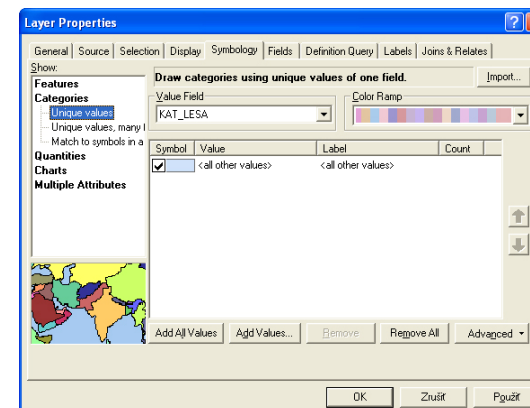 Layer Properties
General Source Selection Display Symbology Fields Definition Query Labels Joins & Relates
Show:
Features
Categories
Unique values
Unique values, many
Match to symbols in a
Quantities
Charts
Multiple Attributes
Draw categories using unique values of one field.
Import...
Value Field
KAT_LESA
Color Ramp
Symbol Value Label Count
<all other values> <all other values>
Add All Values Add Values... Remove Remove All Advanced
OK Zrušiť Použiť